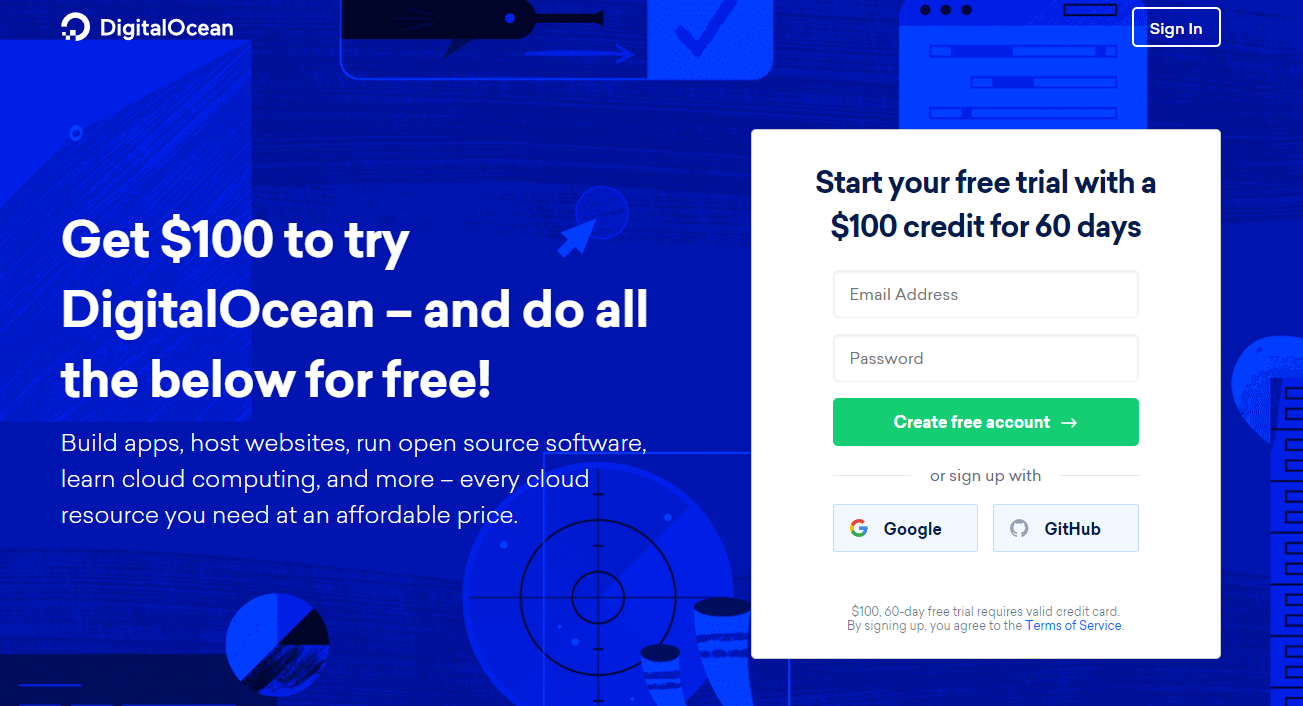 DigitalOcean
Sign In
Get $100 to try
DigitalOcean – and do all
the below for free!
Build apps, host websites, run open source software,
learn cloud computing, and more – every cloud
resource you need at an affordable price.
Start your free trial with a
$100 credit for 60 days
Email Address
Password
Create free account →
or sign up with
Google
GitHub
$100, 60-day free trial requires valid credit card.
By signing up, you agree to the Terms of Service.